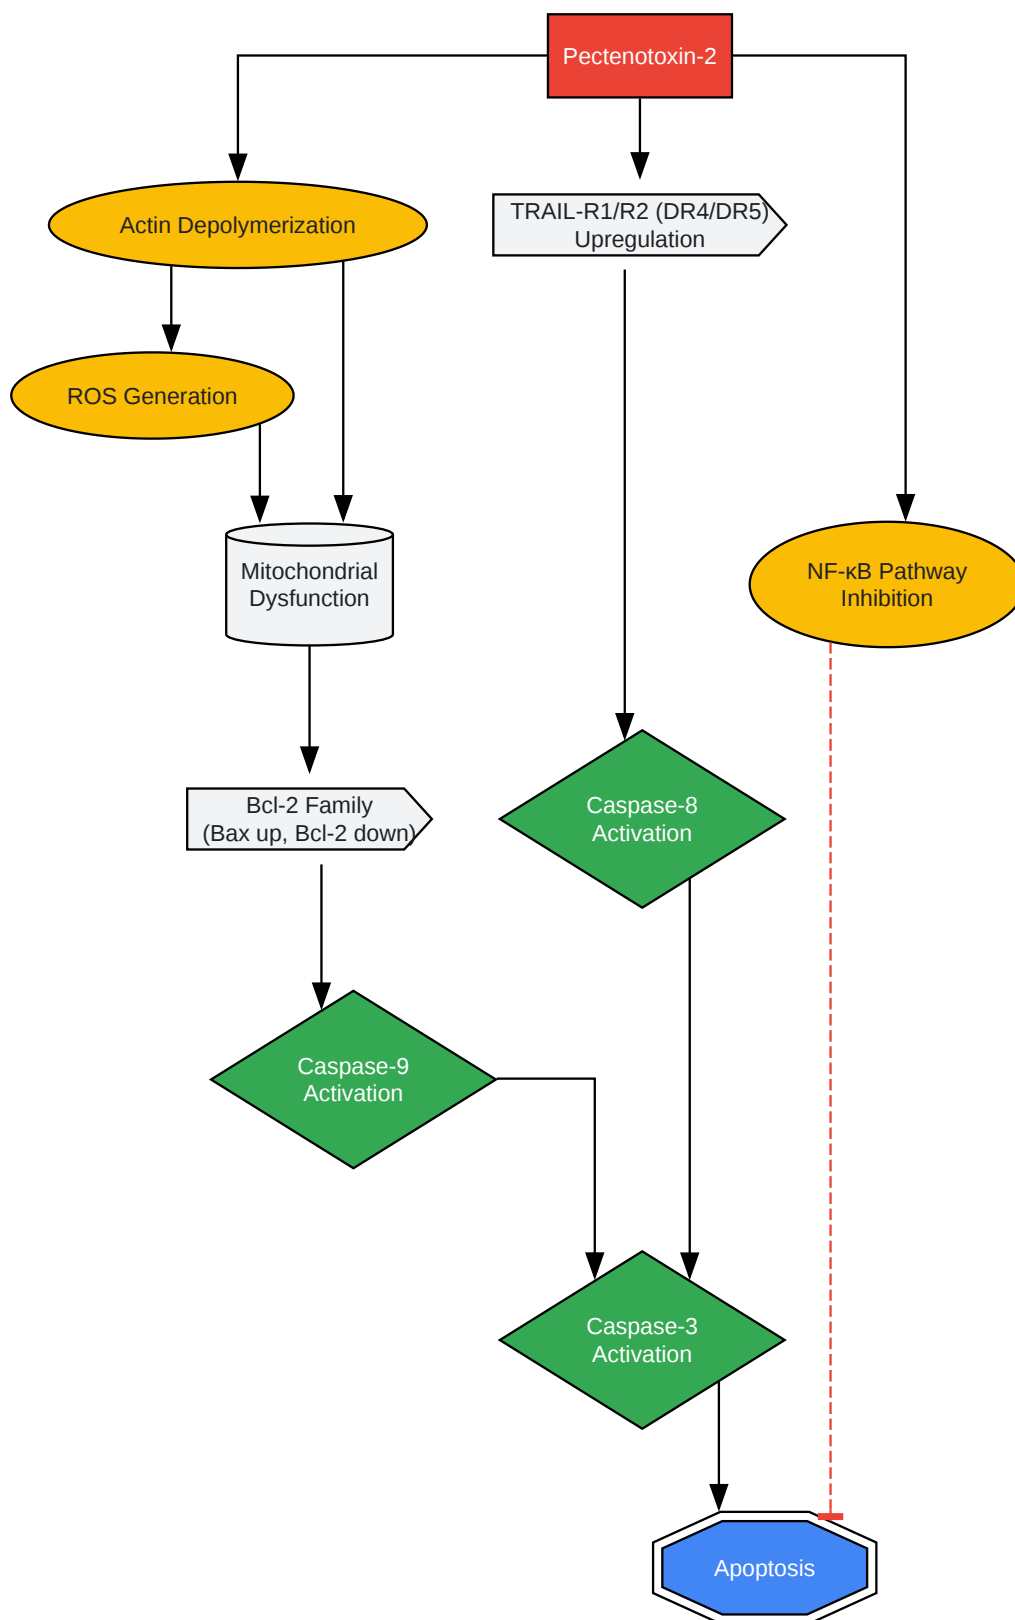 Pectenotoxin-2
Actin Depolymerization
TRAIL-R1/R2 (DR4/DR5)
Upregulation
ROS Generation
Mitochondrial
Dysfunction
NF-κB Pathway
Inhibition
Bcl-2 Family
(Bax up, Bcl-2 down)
Caspase-8
Activation
Caspase-9
Activation
Caspase-3
Activation
Apoptosis